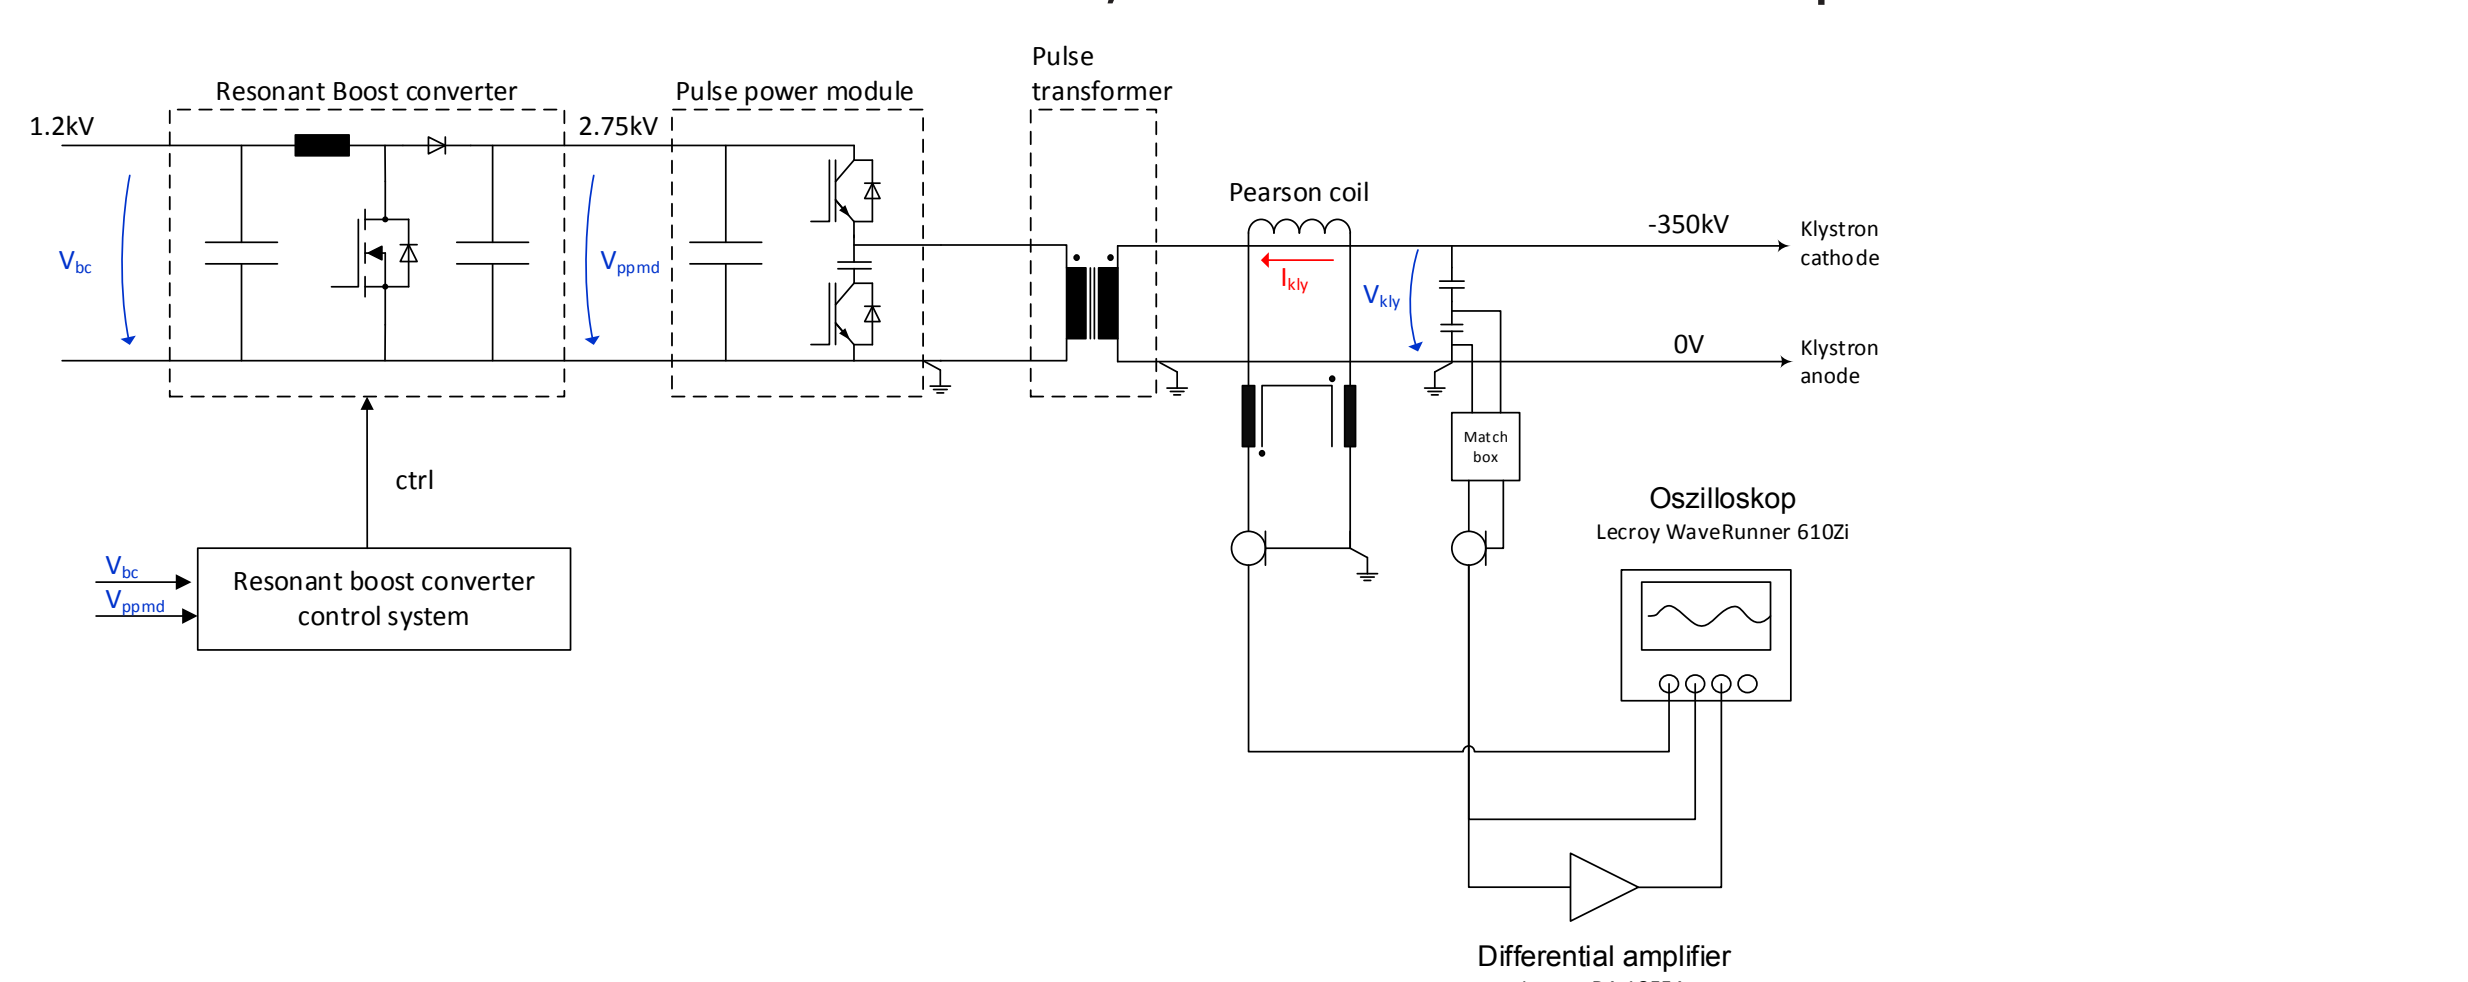 Pulse
transformer
Resonant Boost converter
Pulse power module
1.2kV
2.75kV
Pearson coil
-350kV
Klystron
cathode
Vbc
Vppmd
Ikly
Vkly
0V
Klystron
anode
Match
box
ctrl
Oszilloskop
Lecroy WaveRunner 610Zi
Vbc
Vppmd
Resonant boost converter
control system
Differential amplifier